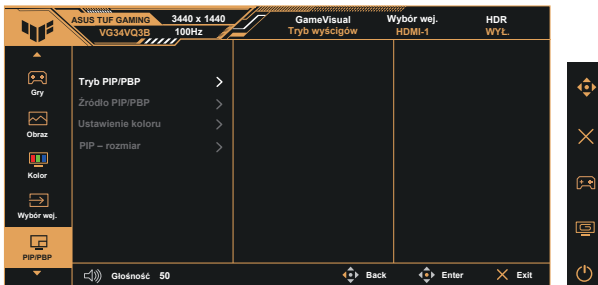 ASUS TUF GAMING 3440 x 1440 GameVisual Wybór wej. HDR
VG34VQ3B 100Hz Tryb wyścigów HDMI-1 WYŁ.
Gry
Obraz
Kolor
Wybór wej.
PIP/PBP
Tryb PIP/PBP
Źródło PIP/PBP
Ustawienie koloru
PIP – rozmiar
Głośność 50 Back Enter Exit